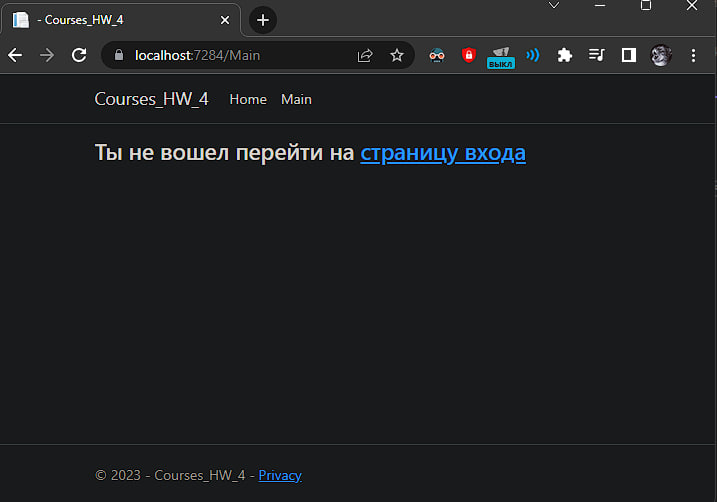 - Courses_HW_4
localhost:7284/Main
выкл
Courses_HW_4 Home Main
Ты не вошел перейти на страницу входа
© 2023 - Courses_HW_4 - Privacy